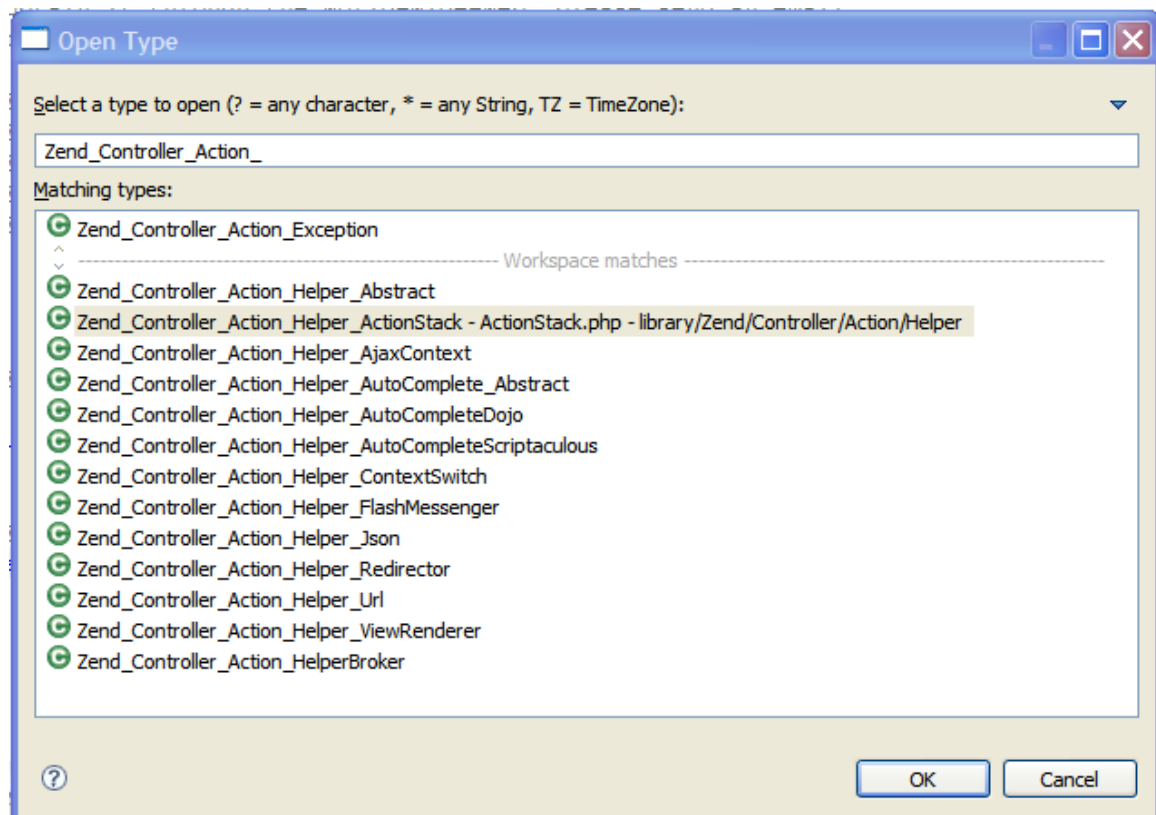 Open Type
Select a type to open (? = any character, * = any String, TZ = TimeZone):
Zend_Controller_Action_
Matching types:
Zend_Controller_Action_Exception
Workspace matches
Zend_Controller_Action_Helper_Abstract
Zend_Controller_Action_Helper_ActionStack - ActionStack.php - library/Zend/Controller/Action/Helper
Zend_Controller_Action_Helper_AjaxContext
Zend_Controller_Action_Helper_AutoComplete_Abstract
Zend_Controller_Action_Helper_AutoCompleteDojo
Zend_Controller_Action_Helper_AutoCompleteScriptaculous
Zend_Controller_Action_Helper_ContextSwitch
Zend_Controller_Action_Helper_FlashMessenger
Zend_Controller_Action_Helper_Json
Zend_Controller_Action_Helper_Redirector
Zend_Controller_Action_Helper_Url
Zend_Controller_Action_Helper_ViewRenderer
Zend_Controller_Action_HelperBroker
OK Cancel